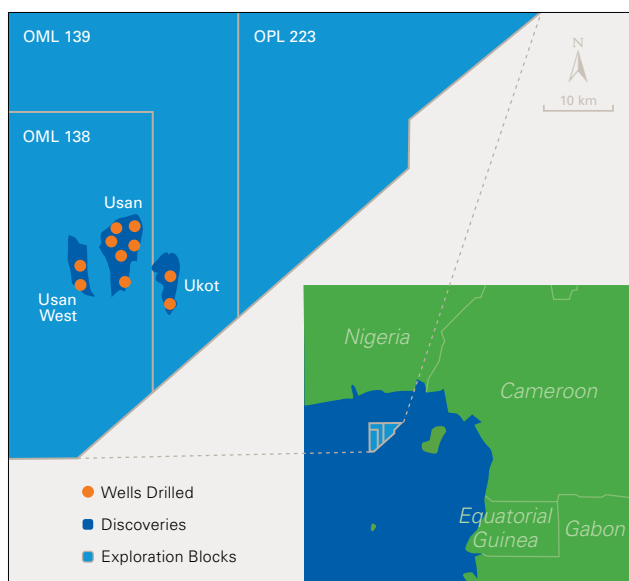 OML 139
OPL 223
N
10 km
OML 138
Usan
Ukot
Usan
West
Nigeria
Cameroon
Equatorial
Guinea
Gabon
Wells Drilled
Discoveries
Exploration Blocks